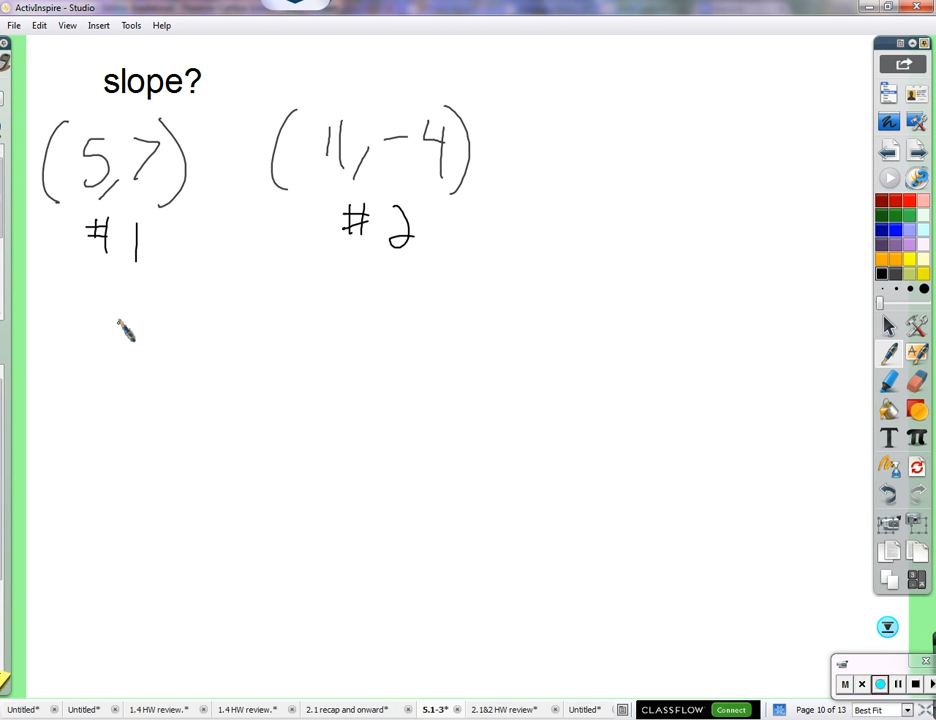 ActivInspire - Studio
File Edit View Insert Tools Help
slope?
(5,7) (11,-4)
#1 #2
M
Untitled* Untitled* 1.4 HW review.* 1.4 HW review.* 2.1 recap and onward* 5.1-3* 2.1&2 HW review* Untitled* CLASSFLOW Connect Page 10 of 13 Best Fit